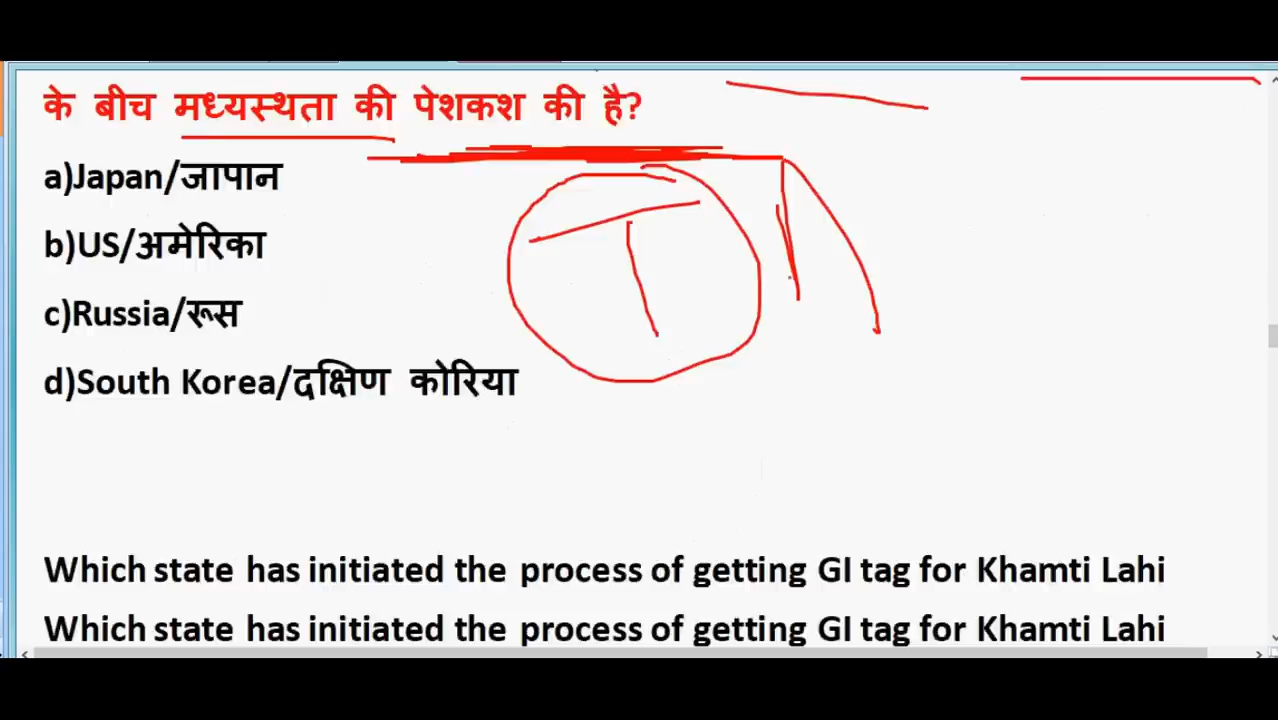 के बीच मध्यस्थता की पेशकश की है?
a)Japan/जापान
b)US/अमेरिका
c)Russia/रूस
d)South Korea/दक्षिण कोरिया
Which state has initiated the process of getting GI tag for Khamti Lahi
Which state has initiated the process of getting GI tag for Khamti Lahi